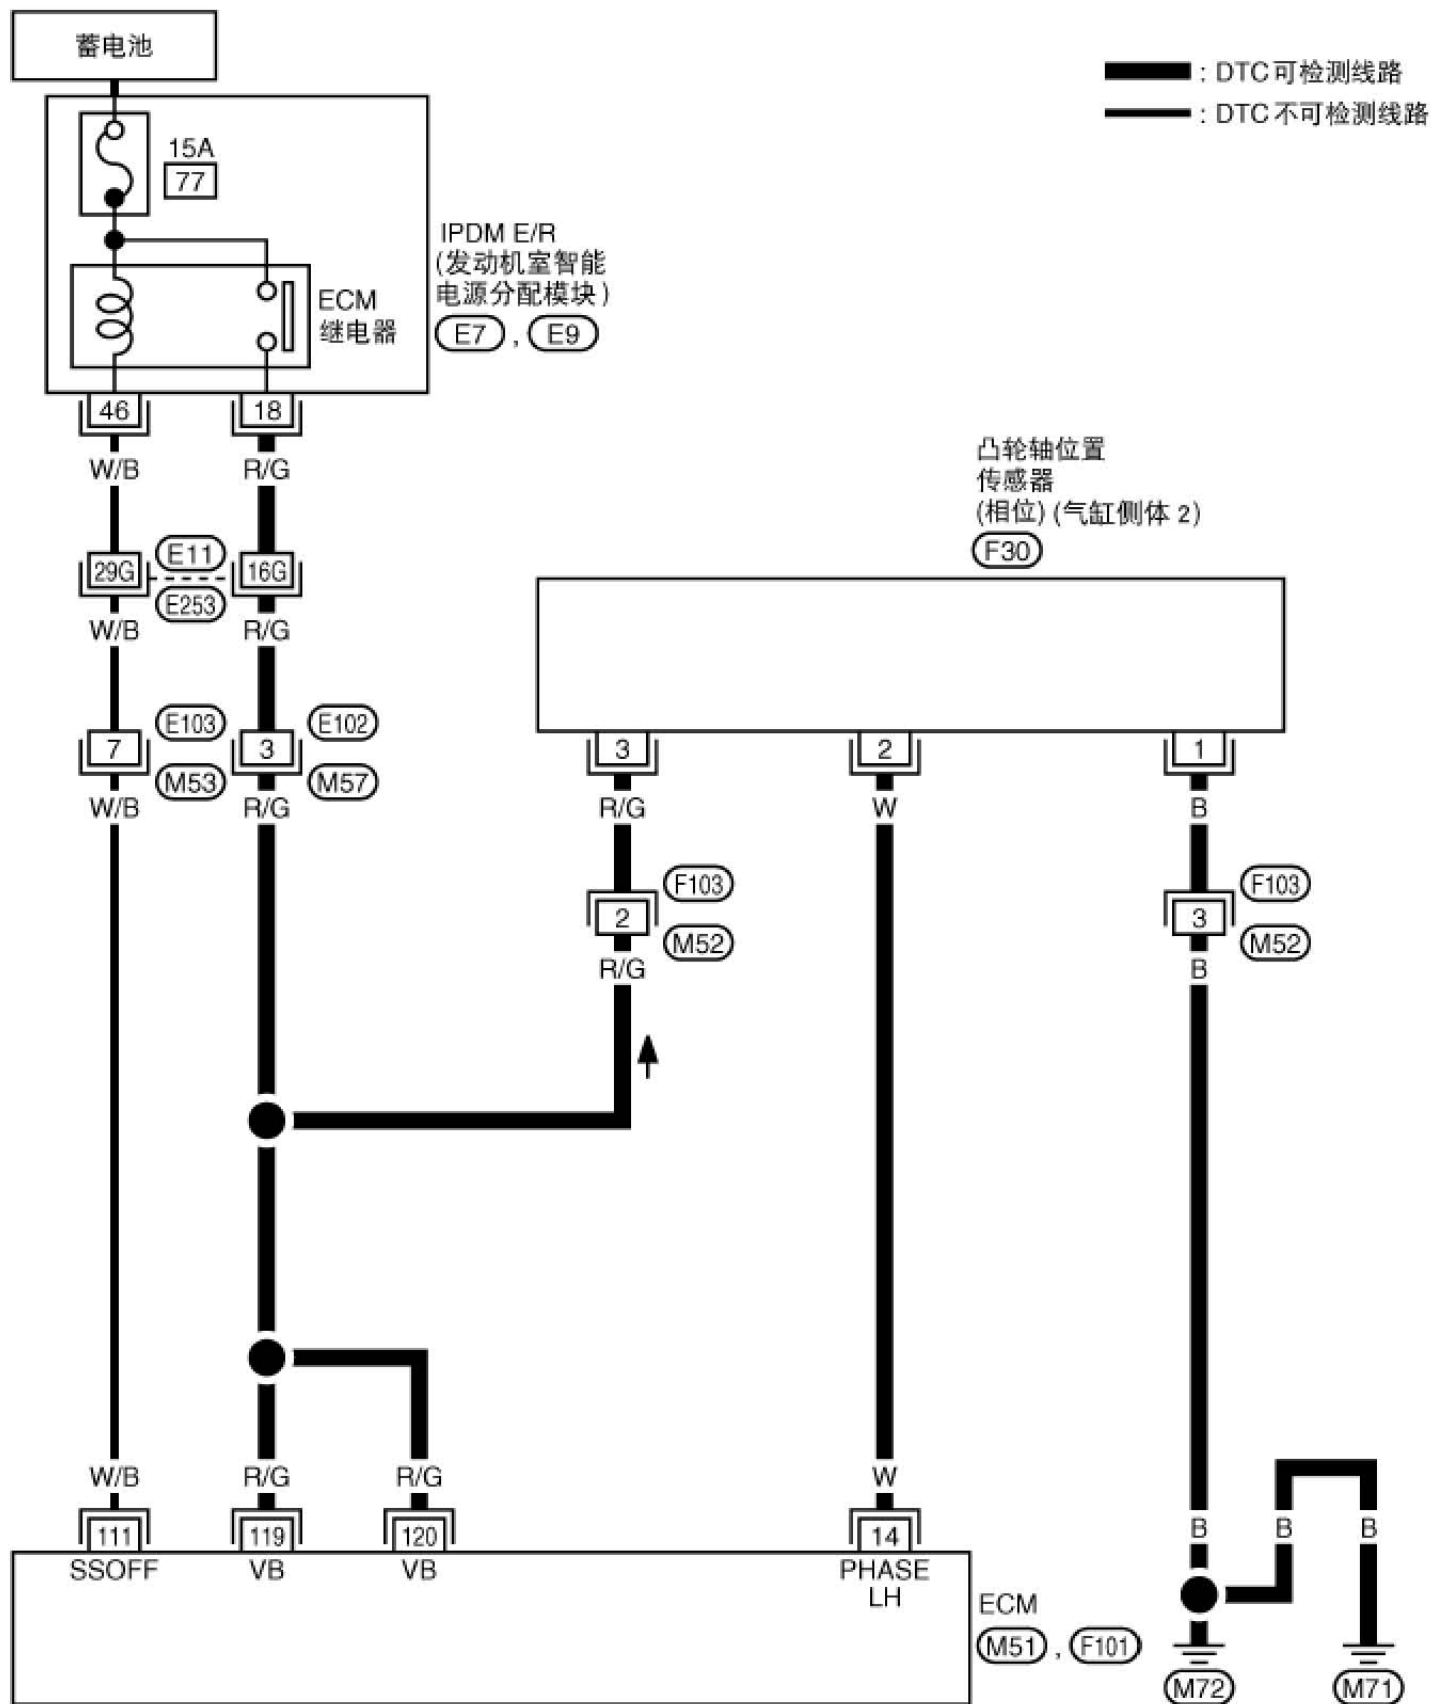 蓄电池
: DTC可检测线路
: DTC不可检测线路
15A
77
IPDM E/R
(发动机室智能
电源分配模块)
E7 , E9
ECM
继电器
46
18
W/B
R/G
凸轮轴位置
传感器
(相位) (气缸侧体 2)
F30
29G
E11
16G
E253
W/B
R/G
7
E103
3
E102
M53
M57
W/B
R/G
3
2
1
R/G
W
B
2
F103
M52
3
F103
M52
R/G
B
W/B
R/G
R/G
W
B
B
B
111
119
120
14
SSOFF
VB
VB
PHASE
LH
ECM
M51 , F101
M72
M71